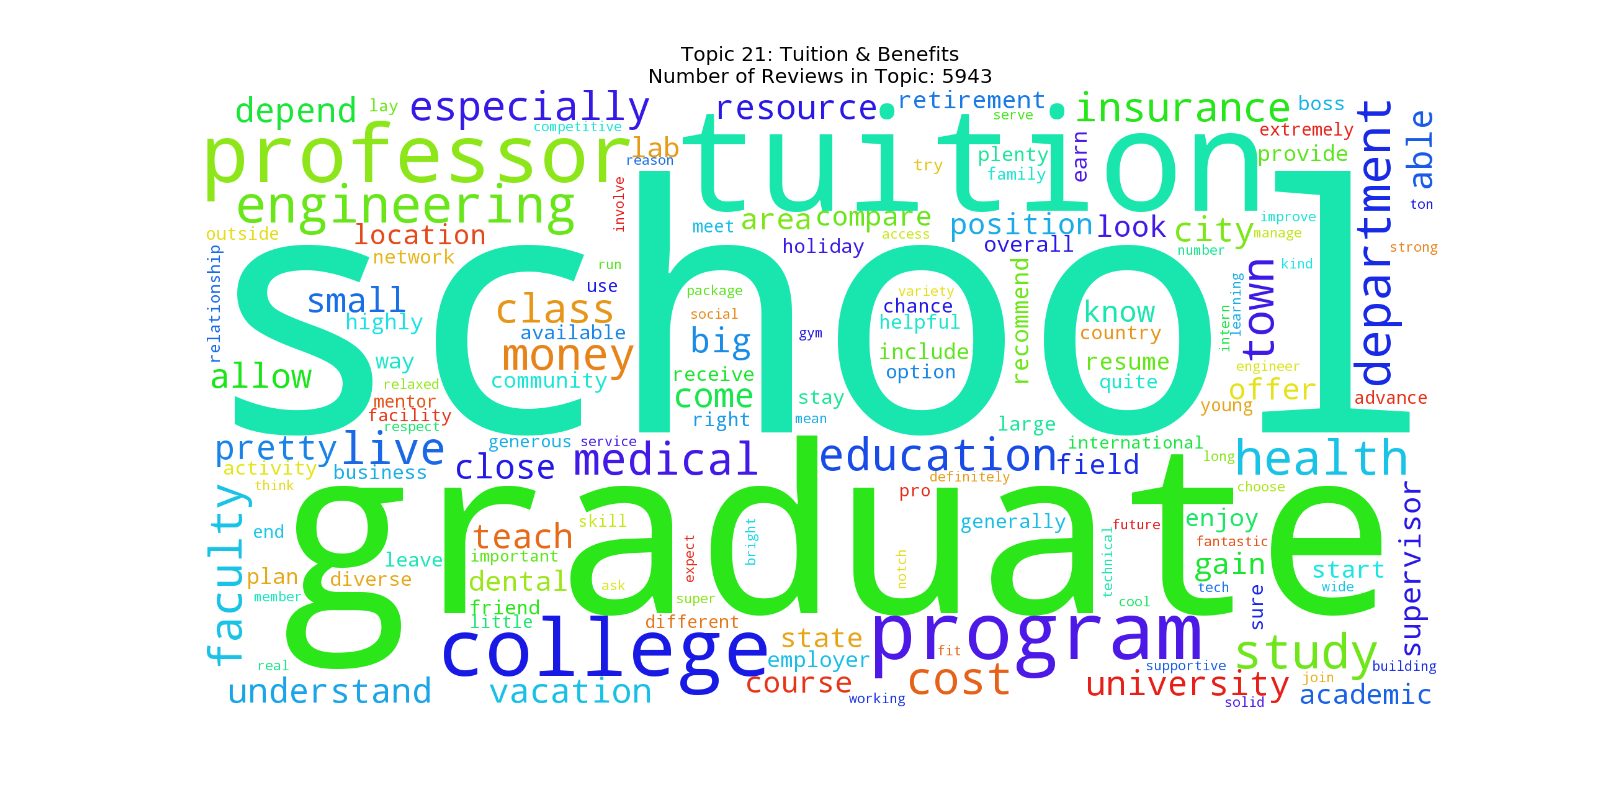 Topic 21: Tuition & Benefits
Number of Reviews in Topic: 5943
depend
lay
especially
competitive
resource
retirement
serve
insurance
boss
extremely
provide
department
able
ton
professor
lab
reason
tuition
try
plenty
family
earn
engineering
involve
outside
location
network
meet
area
compare
access
holiday
position
overall
look
city
improve
manage
number
kind
strong
relationship
school
small
highly
run
use
class
available
money
community
package
social
big
receive
come
right
gym
variety
chance
helpful
include
option
stay
mean
recommend
know
country
resume
quite
intern
learning
town
engineer
offer
young
advance
allow
way
relaxed
mentor
facility
respect
large
pretty
live
generous
service
activity
business
think
close
medical
education
definitely
field
international
long
health
choose
graduate
pro
faculty
end
leave
plan
diverse
member
real
teach
skill
important
dental
friend
little
expect
ask
super
different
bright
notch
generally
technical
future
cool
enjoy
fantastic
gain
tech
sure
start
wide
supervisor
college
state
employer
program
fit
supportive
study
building
understand
vacation
course
working
cost
university
solid
join
academic